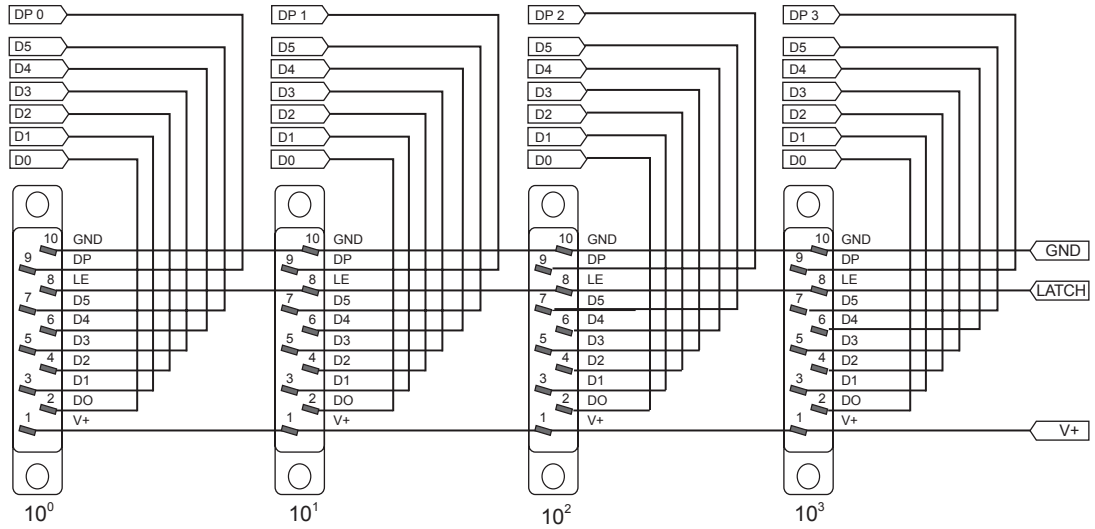 DP 0
D5
D4
D3
D2
D1
D0
10 GND
9 DP
8 LE
7 D5
6 D4
5 D3
4 D2
3 D1
2 DO
1 V+
10⁰
DP 1
D5
D4
D3
D2
D1
D0
10 GND
9 DP
8 LE
7 D5
6 D4
5 D3
4 D2
3 D1
2 DO
1 V+
10¹
DP 2
D5
D4
D3
D2
D1
D0
10 GND
9 DP
8 LE
7 D5
6 D4
5 D3
4 D2
3 D1
2 DO
1 V+
10²
DP 3
D5
D4
D3
D2
D1
D0
10 GND
9 DP
8 LE
7 D5
6 D4
5 D3
4 D2
3 D1
2 DO
1 V+
10³
GND
LATCH
V+